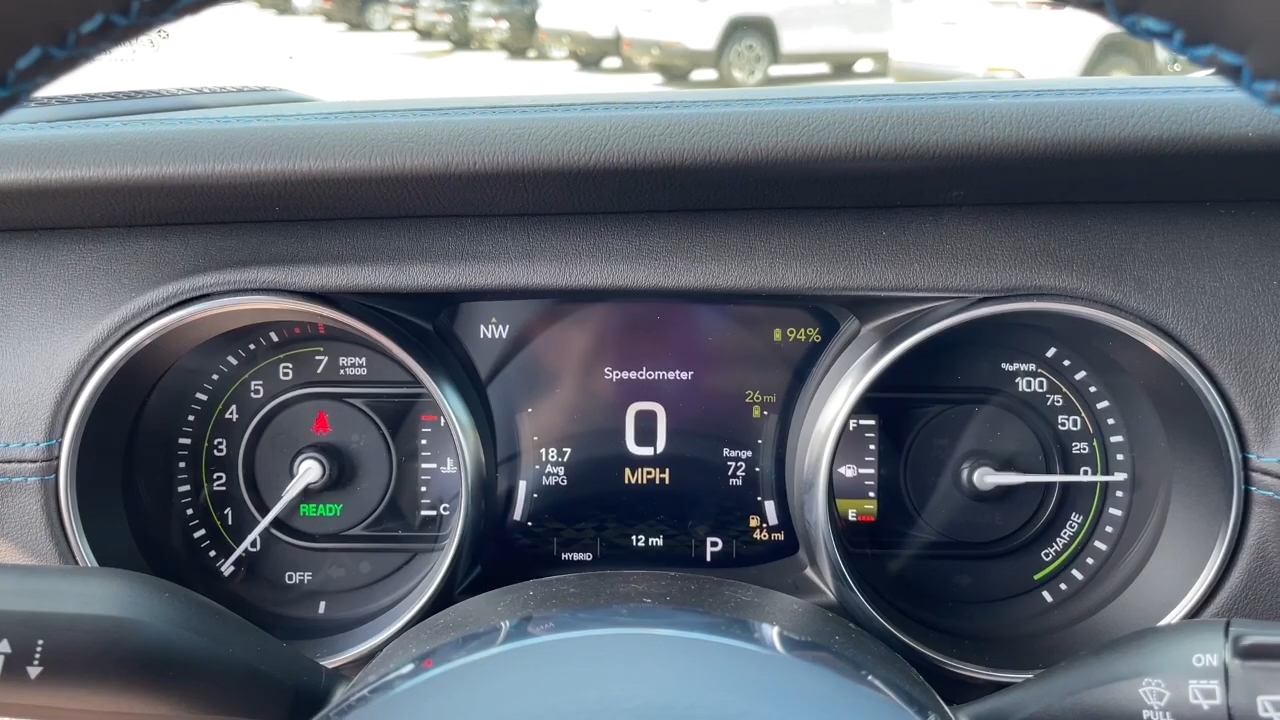 NW
94%
Speedometer
0
MPH
18.7
Avg
MPG
26 mi
Range
72
mi
46 mi
HYBRID
12 mi
P
RPM
x1000
7
6
5
4
3
2
1
0
OFF
READY
C
F
E
%PWR
100
75
50
25
0
CHARGE
ON
PULL